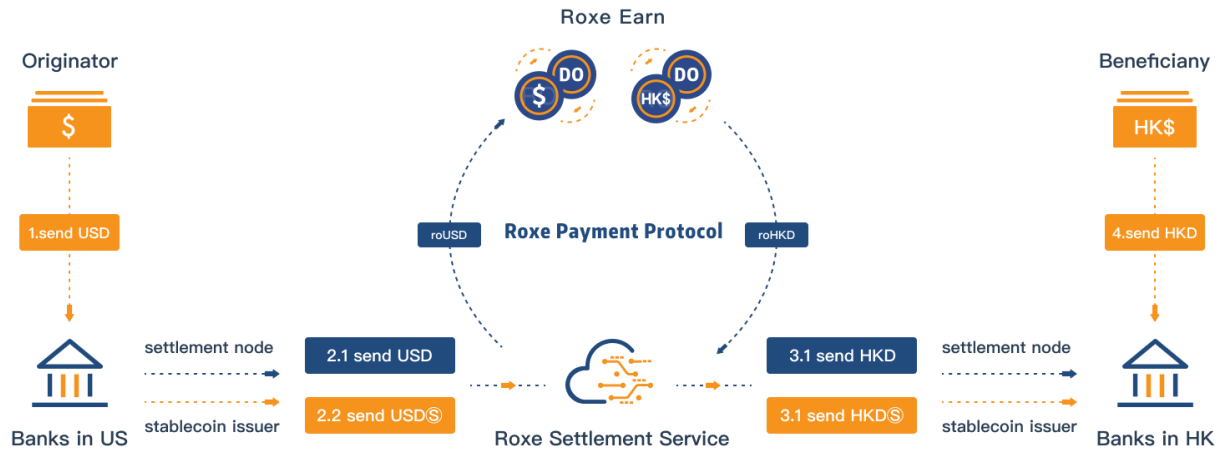 Roxe Earn
Originator
Beneficiany
$
$
DO
HK$
DO
HK$
1.send USD
roUSD
Roxe Payment Protocol
roHKD
4.send HKD
settlement node
2.1 send USD
3.1 send HKD
settlement node
stablecoin issuer
2.2 send USDⓈ
3.1 send HKDⓈ
stablecoin issuer
Banks in US
Roxe Settlement Service
Banks in HK